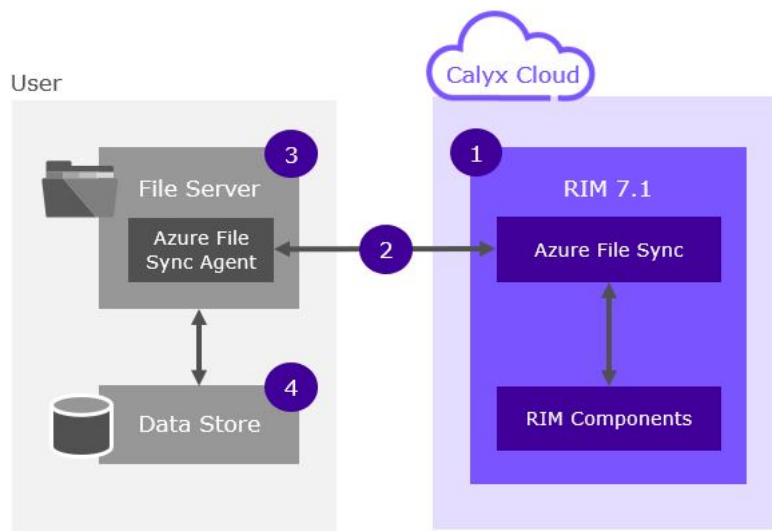 User
Calyx Cloud
3
1
File Server
RIM 7.1
Azure File
Sync Agent
2
Azure File Sync
4
Data Store
RIM Components